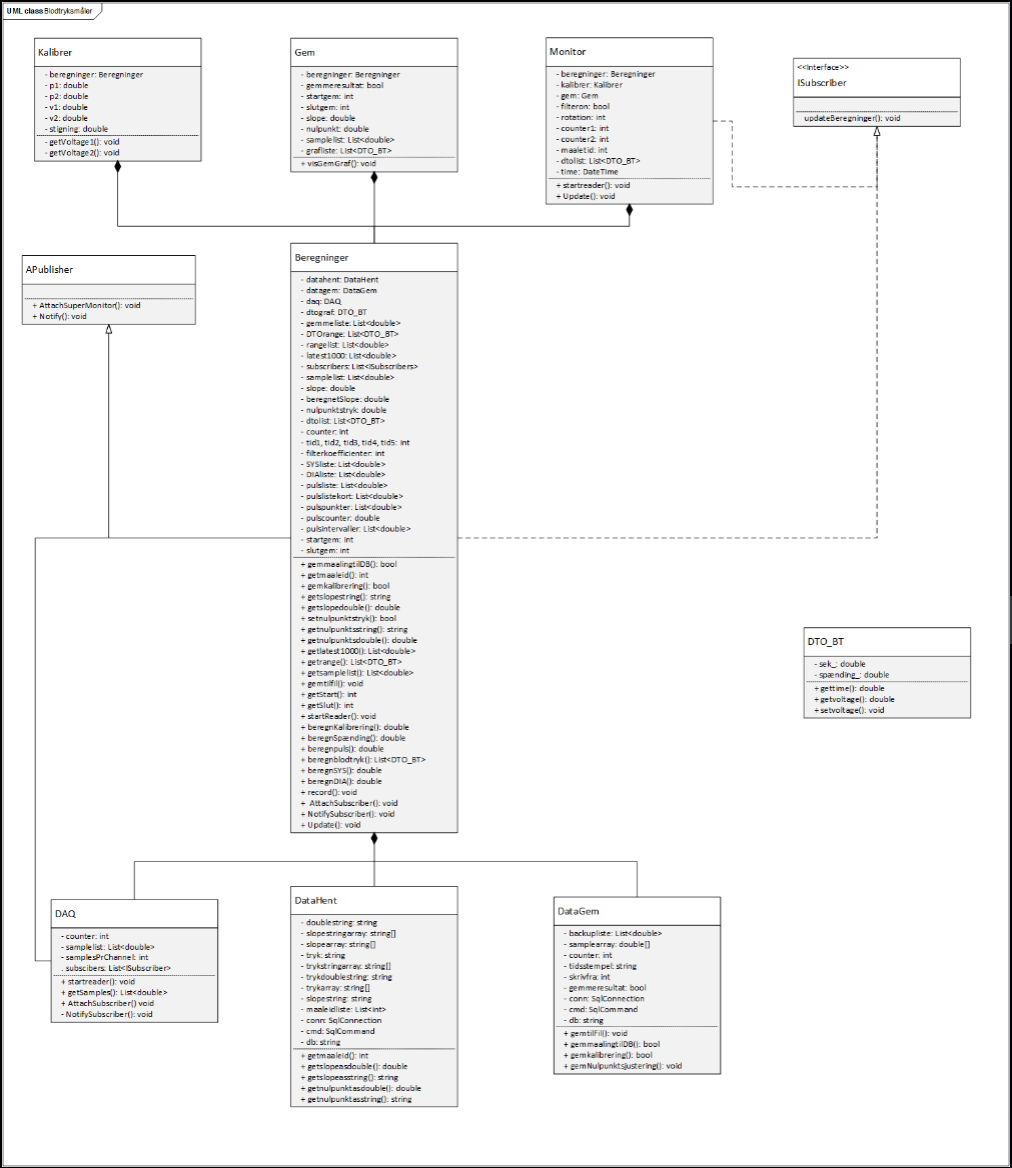 UML class Blodtryksmåler
Kalibrer
- beregninger: Beregninger
- p1: double
- p2: double
- v1: double
- v2: double
- stigning: double
- getVoltage1(): void
- getVoltage2(): void
Gem
- beregninger: Beregninger
- gemmeresultat: bool
- startgem: int
- slutgem: int
- slope: double
- nulpunkt: double
- samplelist: List<double>
- grafliste: List<DTO_BT>
+ visGemGraf(): void
Monitor
- beregninger: Beregninger
- kalibrer: Kalibrer
- gem: Gem
- filteron: bool
- rotation: int
- counter1: int
- counter2: int
- maaletid: int
- dtolist: List<DTO_BT>
- time: DateTime
+ startreader(): void
+ Update(): void
<<Interface>>
ISubscriber
updateBeregninger(): void
APublisher
+ AttachSuperMonitor(): void
+ Notify(): void
Beregninger
- datahent: DataHent
- datagem: DataGem
- daq: DAQ
- dtograf: DTO_BT
- gemmeliste: List<double>
- DTOrange: List<DTO_BT>
- rangelist: List<double>
- latest1000: List<double>
- subscribers: List<ISubscribers>
- samplelist: List<double>
- slope: double
- beregnetSlope: double
- nulpunktstryk: double
- dtolist: List<DTO_BT>
- counter: int
- tid1, tid2, tid3, tid4, tid5: int
- filterkoefficienter: int
- SYSliste: List<double>
- DIAliste: List<double>
- pulsliste: List<double>
- pulslistekort: List<double>
- pulspunkter: List<double>
- pulscounter: double
- pulsintervaller: List<double>
- startgem: int
- slutgem: int
+ gemmaalingtilDB(): bool
+ getmaaleid(): int
+ gemkalibrering(): bool
+ getslopestring(): string
+ getslopedouble(): double
+ setnulpunktstryk(): bool
+ getnulpunktsstring(): string
+ getnulpunktsdouble(): double
+ getlatest1000(): List<double>
+ getrange(): List<DTO_BT>
+ getsamplelist(): List<double>
+ gemtilfil(): void
+ getStart(): int
+ getSlut(): int
+ startReader(): void
+ beregnKalibrering(): double
+ beregnSpænding(): double
+ beregnpuls(): double
+ beregnblodtryk(): List<DTO_BT>
+ beregnSYS(): double
+ beregnDIA(): double
+ record(): void
+ AttachSubscriber(): void
+ NotifySubscriber(): void
+ Update(): void
DTO_BT
- sek_: double
- spænding_: double
+ gettime(): double
+ getvoltage(): double
+ setvoltage(): void
DAQ
- counter: int
- samplelist: List<double>
- samplesPrChannel: int
. subscibers: List<ISubscriber>
+ startreader(): void
+ getSamples(): List<double>
+ AttachSubscriber() void
- NotifySubscriber(): void
DataHent
- doublestring: string
- slopestringarray: string[]
- slopearray: string[]
- tryk: string
- trykstringarray: string[]
- trykdoublestring: string
- trykarray: string[]
- slopestring: string
- maaleidliste: List<int>
- conn: SqlConnection
- cmd: SqlCommand
- db: string
+ getmaaleid(): int
+ getslopeasdouble(): double
+ getslopeasstring(): string
+ getnulpunktasdouble(): double
+ getnulpunktasstring(): string
DataGem
- backupliste: List<double>
- samplearray: double[]
- counter: int
- tidsstempel: string
- skrivfra: int
- gemmeresultat: bool
- conn: SqlConnection
- cmd: SqlCommand
- db: string
+ gemtilFil(): void
+ gemmaalingtilDB(): bool
+ gemkalibrering(): bool
+ gemNulpunktsjustering(): void